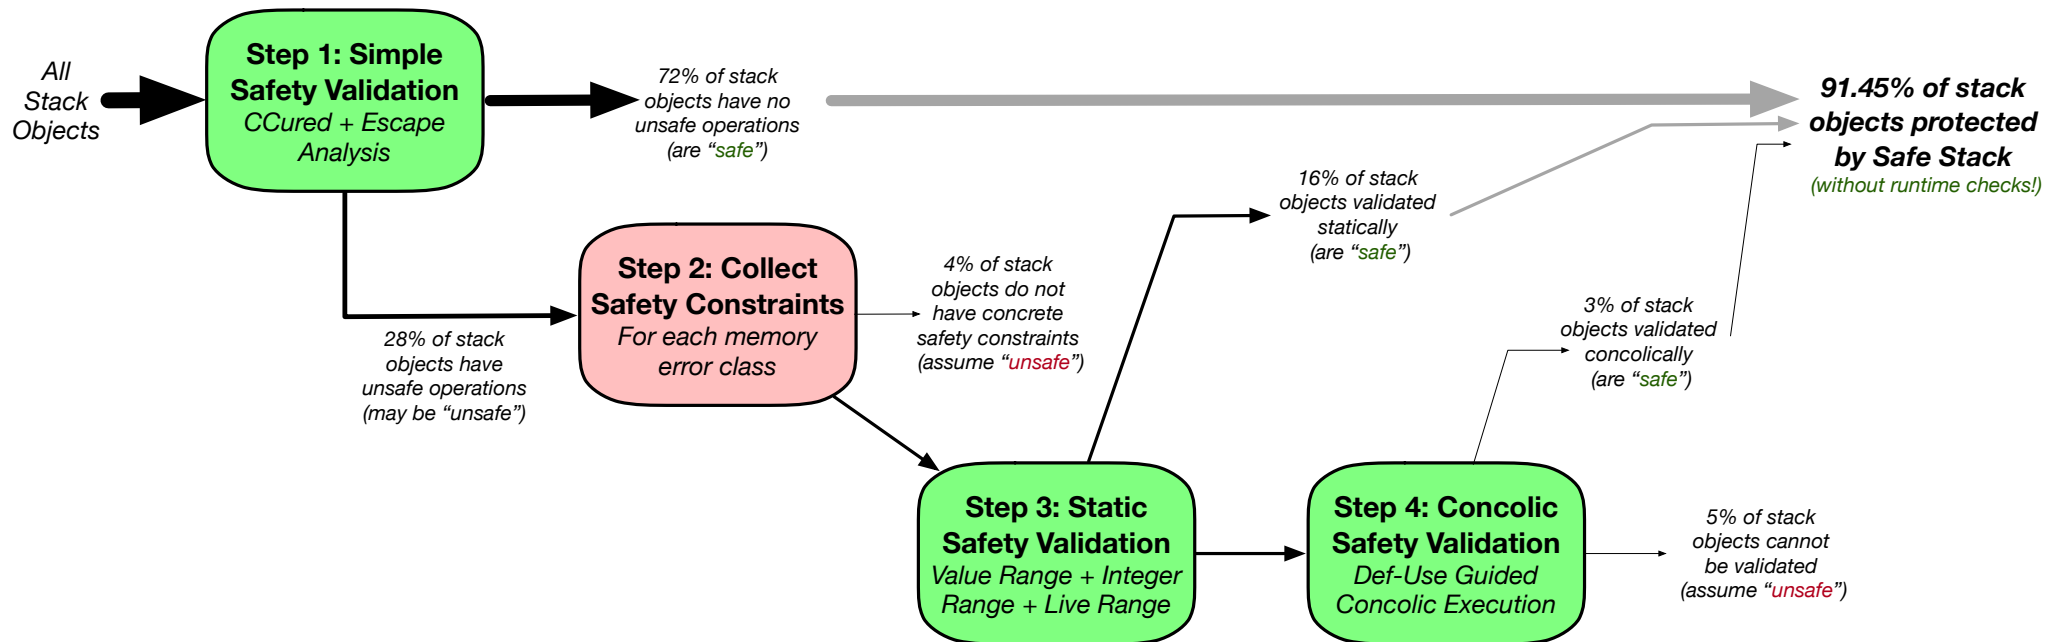 All
Stack
Objects
Step 1: Simple
Safety Validation
CCured + Escape
Analysis
72% of stack
objects have no
unsafe operations
(are “safe”)
91.45% of stack
objects protected
by Safe Stack
(without runtime checks!)
16% of stack
objects validated
statically
(are “safe”)
Step 2: Collect
Safety Constraints
For each memory
error class
4% of stack
objects do not
have concrete
safety constraints
(assume “unsafe”)
28% of stack
objects have
unsafe operations
(may be “unsafe”)
3% of stack
objects validated
concolically
(are “safe”)
Step 3: Static
Safety Validation
Value Range + Integer
Range + Live Range
Step 4: Concolic
Safety Validation
Def-Use Guided
Concolic Execution
5% of stack
objects cannot
be validated
(assume “unsafe”)